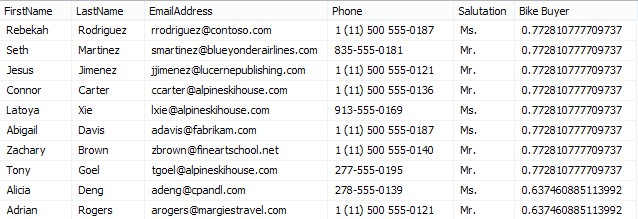 FirstName LastName EmailAddress Phone Salutation Bike Buyer
Rebekah Rodriguez rrodriguez@contoso.com 1 (11) 500 555-0187 Ms. 0.772810777709737
Seth Martinez smartinez@blueyonderairlines.com 835-555-0181 Mr. 0.772810777709737
Jesus Jimenez jjimenez@lucernepublishing.com 1 (11) 500 555-0121 Mr. 0.772810777709737
Connor Carter ccarter@alpineskihouse.com 1 (11) 500 555-0136 Mr. 0.772810777709737
Latoya Xie lxie@alpineskihouse.com 913-555-0169 Ms. 0.772810777709737
Abigail Davis adavis@fabrikam.com 1 (11) 500 555-0187 Ms. 0.772810777709737
Zachary Brown zbrown@fineartschool.net 1 (11) 500 555-0140 Mr. 0.772810777709737
Tony Goel tgoel@alpineskihouse.com 277-555-0195 Mr. 0.772810777709737
Alicia Deng adeng@cpandl.com 278-555-0139 Ms. 0.637460885113992
Adrian Rogers arogers@margiestravel.com 1 (11) 500 555-0121 Mr. 0.637460885113992